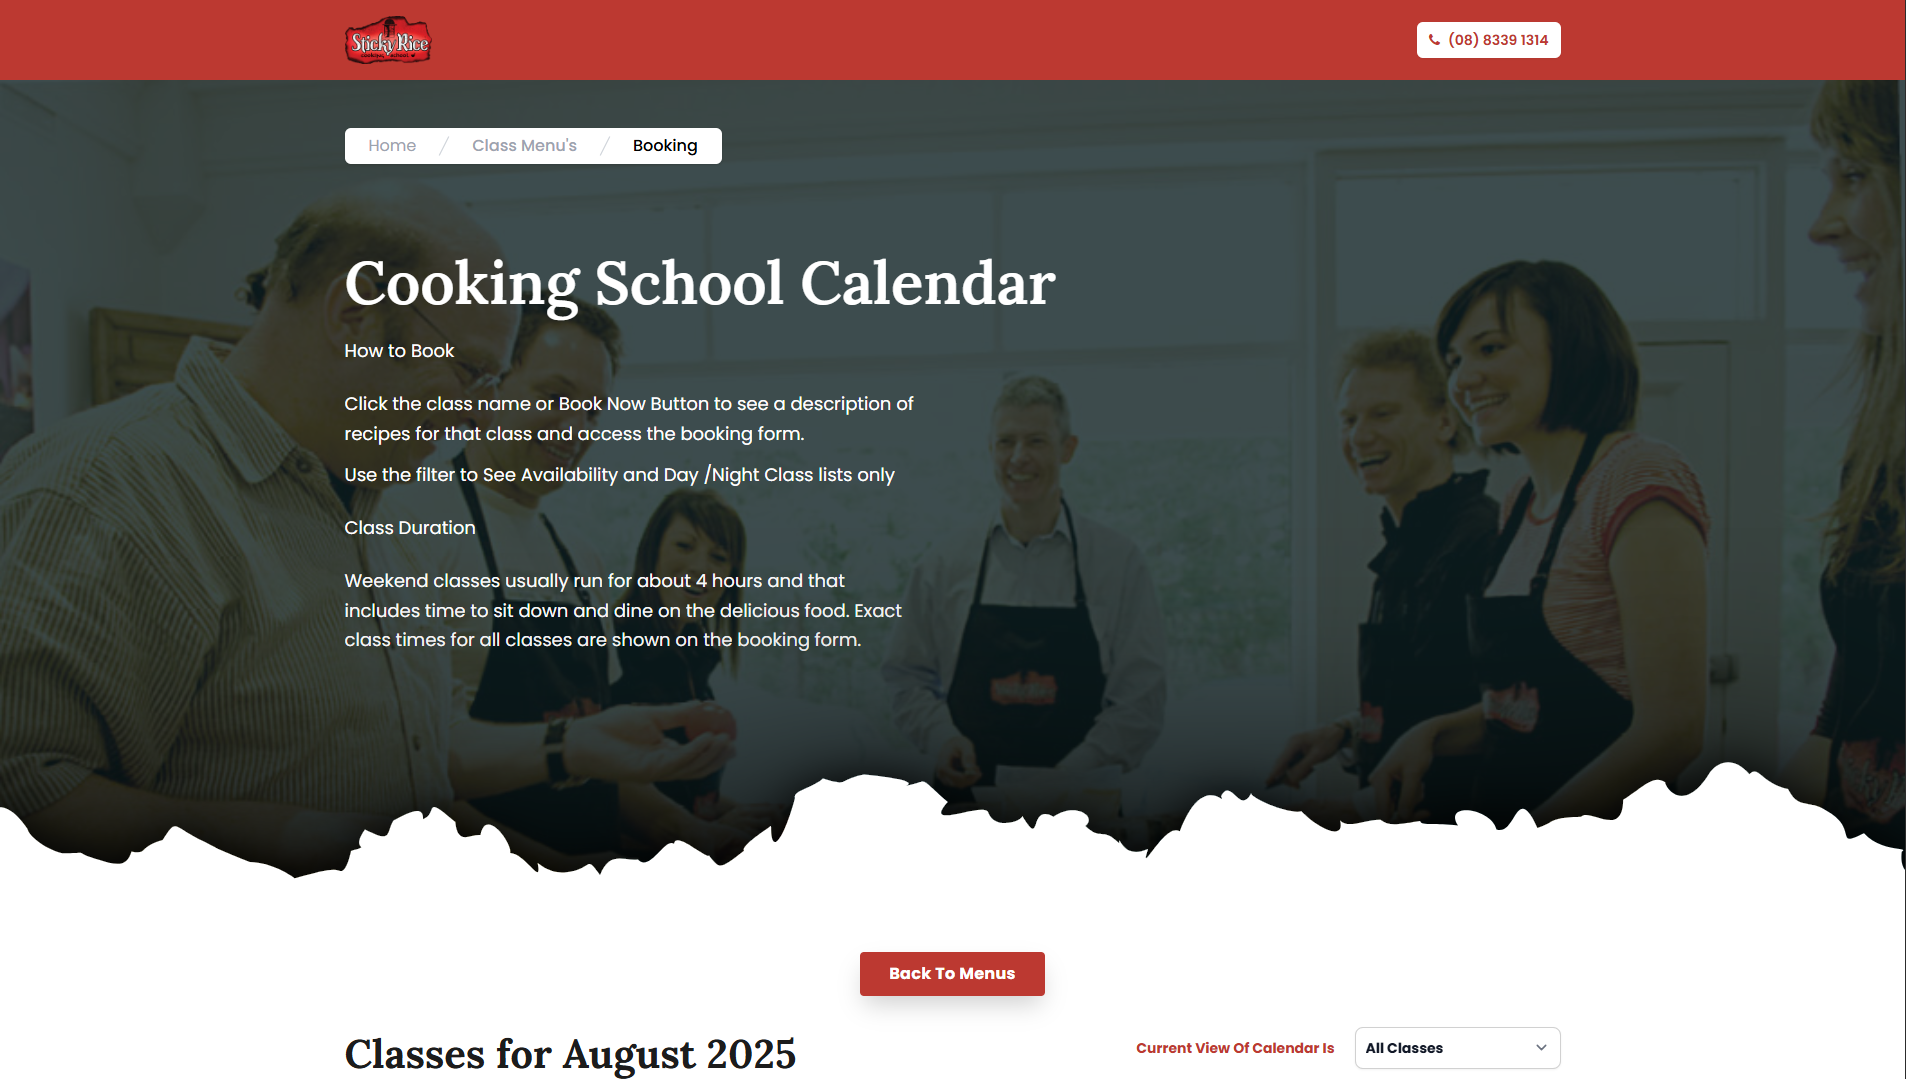 StickyRice
cooking school
(08) 8339 1314
Home / Class Menu's / Booking
Cooking School Calendar
How to Book
Click the class name or Book Now Button to see a description of
recipes for that class and access the booking form.
Use the filter to See Availability and Day /Night Class lists only
Class Duration
Weekend classes usually run for about 4 hours and that
includes time to sit down and dine on the delicious food. Exact
class times for all classes are shown on the booking form.
Back To Menus
Classes for August 2025
Current View Of Calendar Is
All Classes